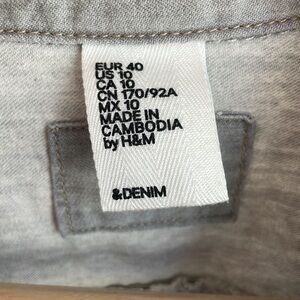 EUR 40
US 10
CA 10
CN 170/92A
MX 10
MADE IN
CAMBODIA
by H&M
&DENIM